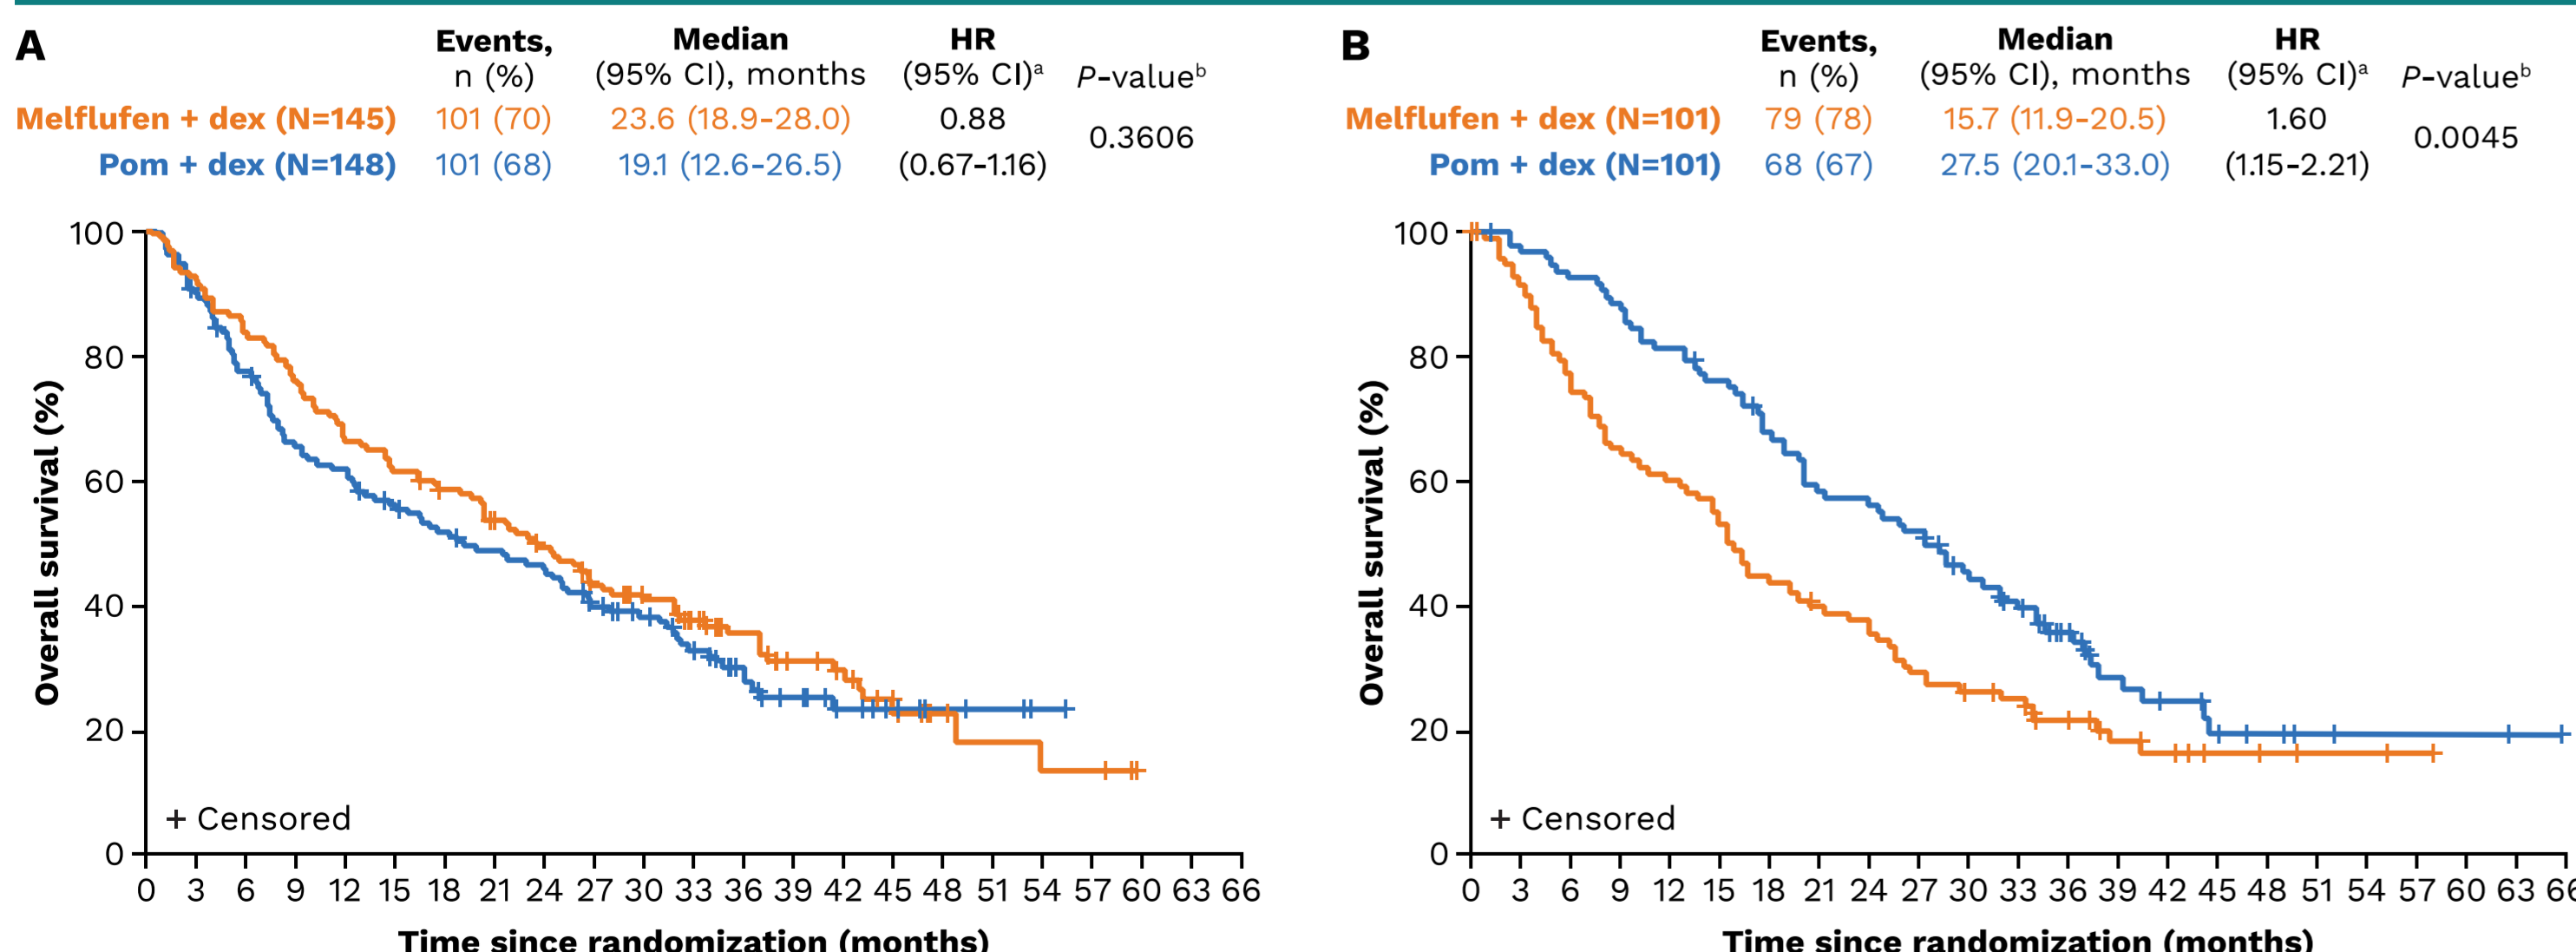 A
Events, Median HR
n (%) (95% CI), months (95% CI)ᵃ P-valueᵇ
Melflufen + dex (N=145) 101 (70) 23.6 (18.9-28.0) 0.88
0.3606
Pom + dex (N=148) 101 (68) 19.1 (12.6-26.5) (0.67-1.16)
100
80
60
40
20
0
Overall survival (%)
+ Censored
0 3 6 9 12 15 18 21 24 27 30 33 36 39 42 45 48 51 54 57 60 63 66
Time since randomization (months)
B
Events, Median HR
n (%) (95% CI), months (95% CI)ᵃ P-valueᵇ
Melflufen + dex (N=101) 79 (78) 15.7 (11.9-20.5) 1.60
0.0045
Pom + dex (N=101) 68 (67) 27.5 (20.1-33.0) (1.15-2.21)
100
80
60
40
20
0
Overall survival (%)
+ Censored
0 3 6 9 12 15 18 21 24 27 30 33 36 39 42 45 48 51 54 57 60 63 66
Time since randomization (months)